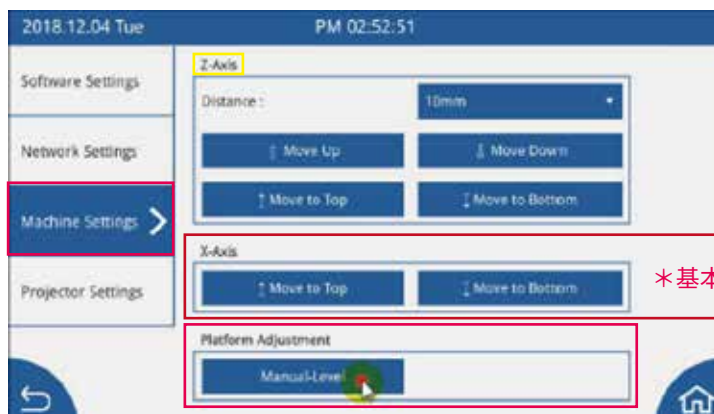 2018.12.04 Tue
PM 02:52:51
Software Settings
Network Settings
Machine Settings
Projector Settings
Z-Axis
Distance :
10mm
Move Up
Move Down
Move to Top
Move to Bottom
X-Axis
Move to Top
Move to Bottom
*基本
Platform Adjustment
Manual-Level